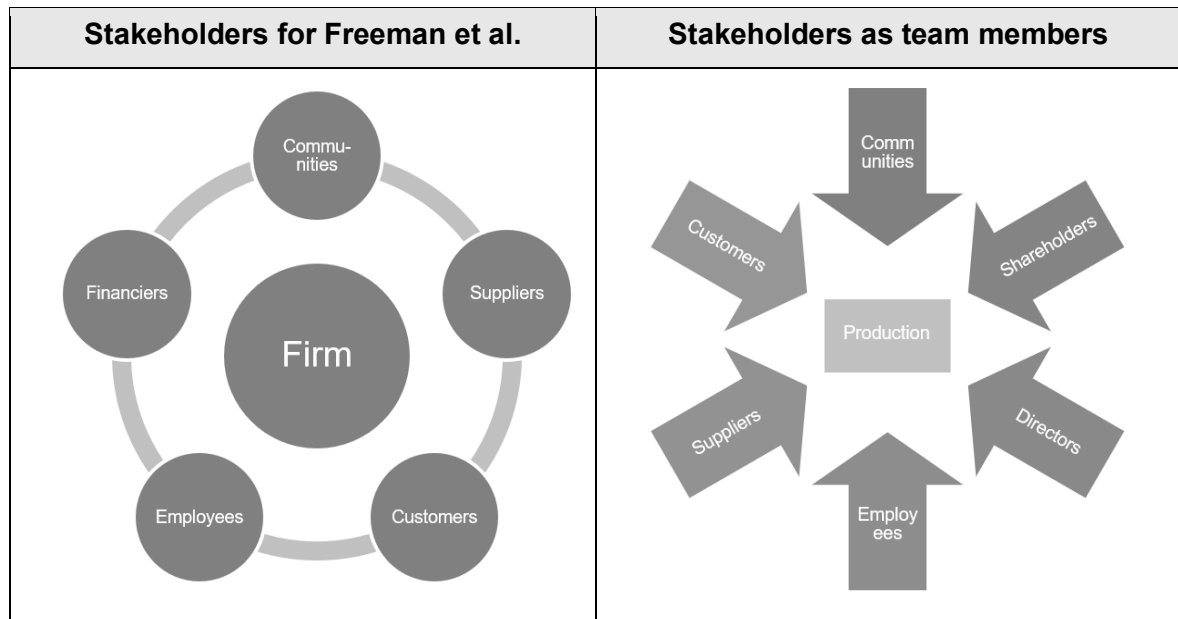 Stakeholders for Freeman et al.
Stakeholders as team members
Commu-
nities
Financiers
Suppliers
Firm
Employees
Customers
Comm
unities
Customers
Shareholders
Production
Suppliers
Directors
Employ
ees